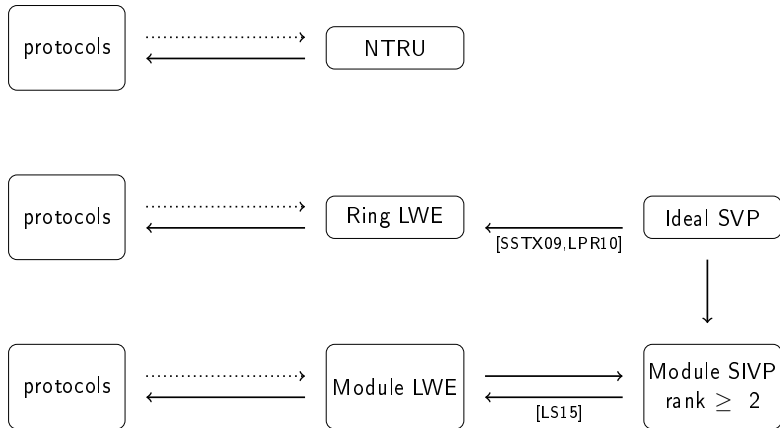 protocols
NTRU
protocols
Ring LWE
[SSTX09,LPR10]
Ideal SVP
protocols
Module LWE
[LS15]
Module SIVP
rank ≥ 2